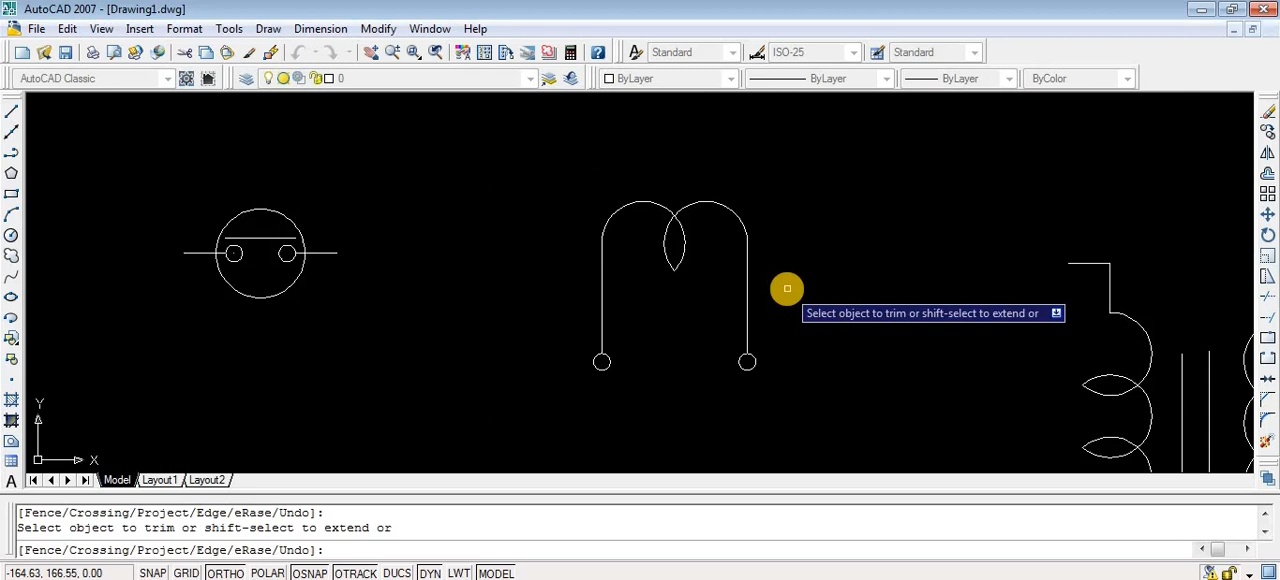 AutoCAD 2007 - [Drawing1.dwg]
File Edit View Insert Format Tools Draw Dimension Modify Window Help
Standard ISO-25 Standard
AutoCAD Classic 0 ByLayer ByLayer ByLayer ByColor
Select object to trim or shift-select to extend or
Y
X
A Model Layout1 Layout2
[Fence/Crossing/Project/Edge/eRase/Undo]:
Select object to trim or shift-select to extend or
[Fence/Crossing/Project/Edge/eRase/Undo]:
-164.63, 166.55, 0.00 SNAP GRID ORTHO POLAR OSNAP OTRACK DUCS DYN LWT MODEL